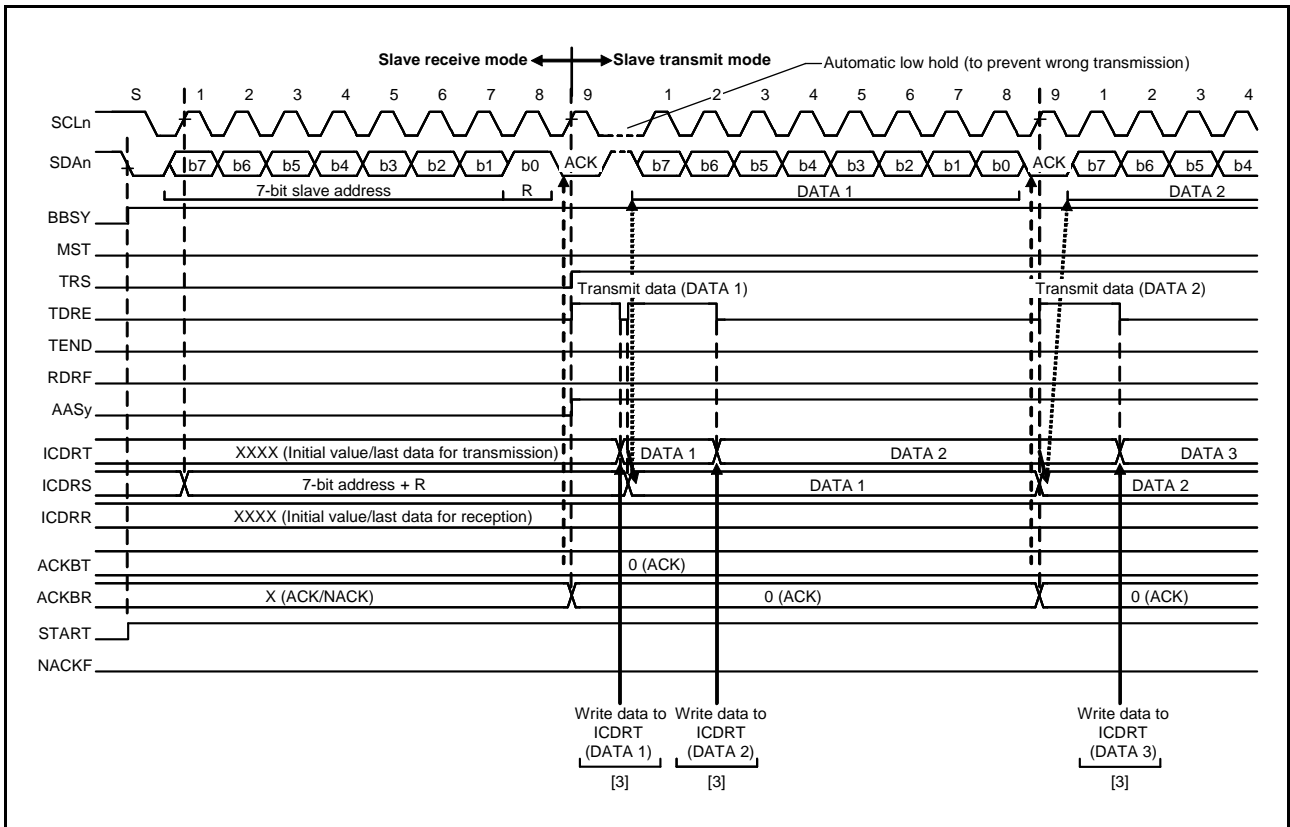 Slave receive mode Slave transmit mode
Automatic low hold (to prevent wrong transmission)
S 1 2 3 4 5 6 7 8 9 1 2 3 4 5 6 7 8 9 1 2 3 4
SCLn
SDAn b7 b6 b5 b4 b3 b2 b1 b0 ACK b7 b6 b5 b4 b3 b2 b1 b0 ACK b7 b6 b5 b4
7-bit slave address R DATA 1 DATA 2
BBSY
MST
TRS
Transmit data (DATA 1) Transmit data (DATA 2)
TDRE
TEND
RDRF
AASy
ICDRT XXXX (Initial value/last data for transmission) DATA 1 DATA 2 DATA 3
ICDRS 7-bit address + R DATA 1 DATA 2
ICDRR XXXX (Initial value/last data for reception)
ACKBT 0 (ACK)
ACKBR X (ACK/NACK) 0 (ACK) 0 (ACK)
START
NACKF
Write data to Write data to Write data to
ICDRT ICDRT ICDRT
(DATA 1) (DATA 2) (DATA 3)
[3] [3] [3]